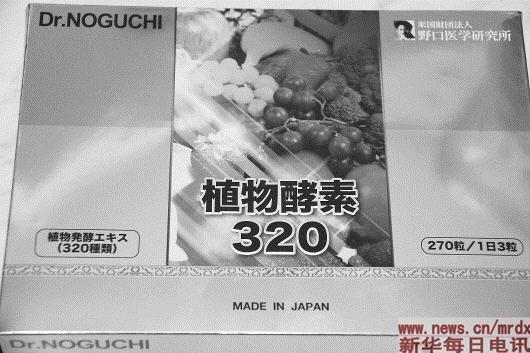 Dr.NOGUCHI
米国財団法人
野口医学研究所
植物酵素
320
植物発酵エキス
(320種類)
270粒/1日3粒
MADE IN JAPAN
Dr.NOGUCHI
www.news.cn/mrdx
新华每日电讯